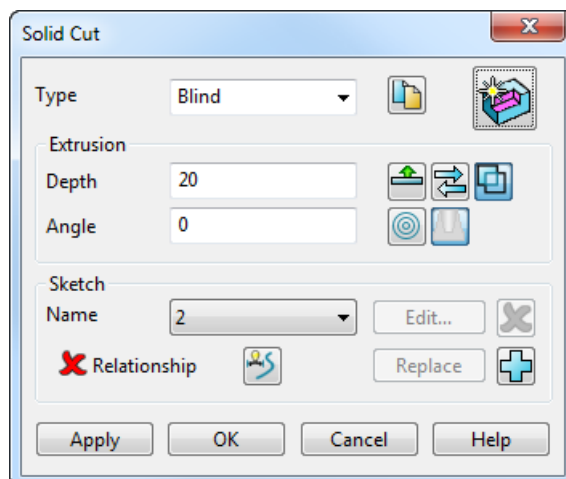 Solid Cut
Type Blind
Extrusion
Depth 20
Angle 0
Sketch
Name 2 Edit...
Relationship Replace
Apply OK Cancel Help